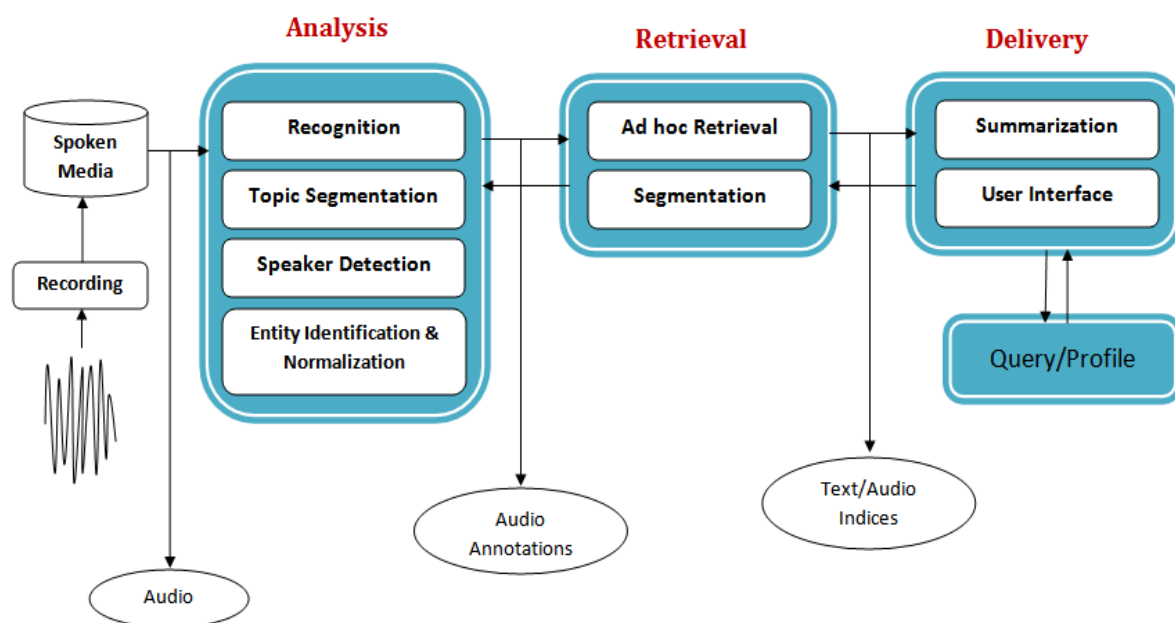 Analysis
Retrieval
Delivery
Spoken
Media
Recording
Recognition
Topic Segmentation
Speaker Detection
Entity Identification &
Normalization
Ad hoc Retrieval
Segmentation
Summarization
User Interface
Query/Profile
Text/Audio
Indices
Audio
Annotations
Audio